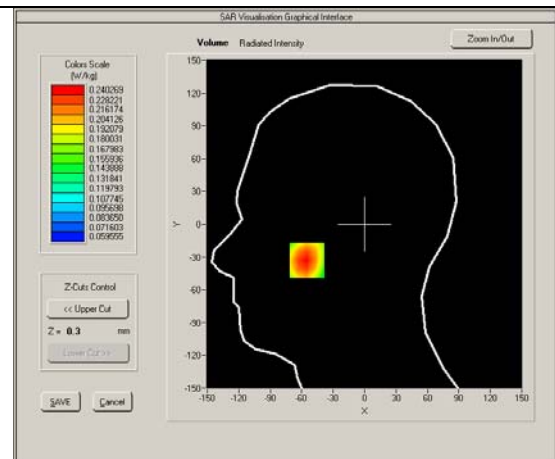 SAR Visualisation Graphical Interface
Volume Radiated Intensity
Zoom In/Out
Colors Scale
(W/kg)
0.240269
0.228221
0.216174
0.204126
0.192079
0.180031
0.167983
0.155936
0.143888
0.131841
0.119793
0.107745
0.095698
0.083650
0.071603
0.059555
Z-Cuts Control
<< Upper Cut
Z = 0.3 mm
Lower Cut >>
SAVE Cancel
150
90
30
0
-30
-60
-90
-120
-150
Y
-150 -120 -90 -60 -30 0 30 60 90 120 150
X